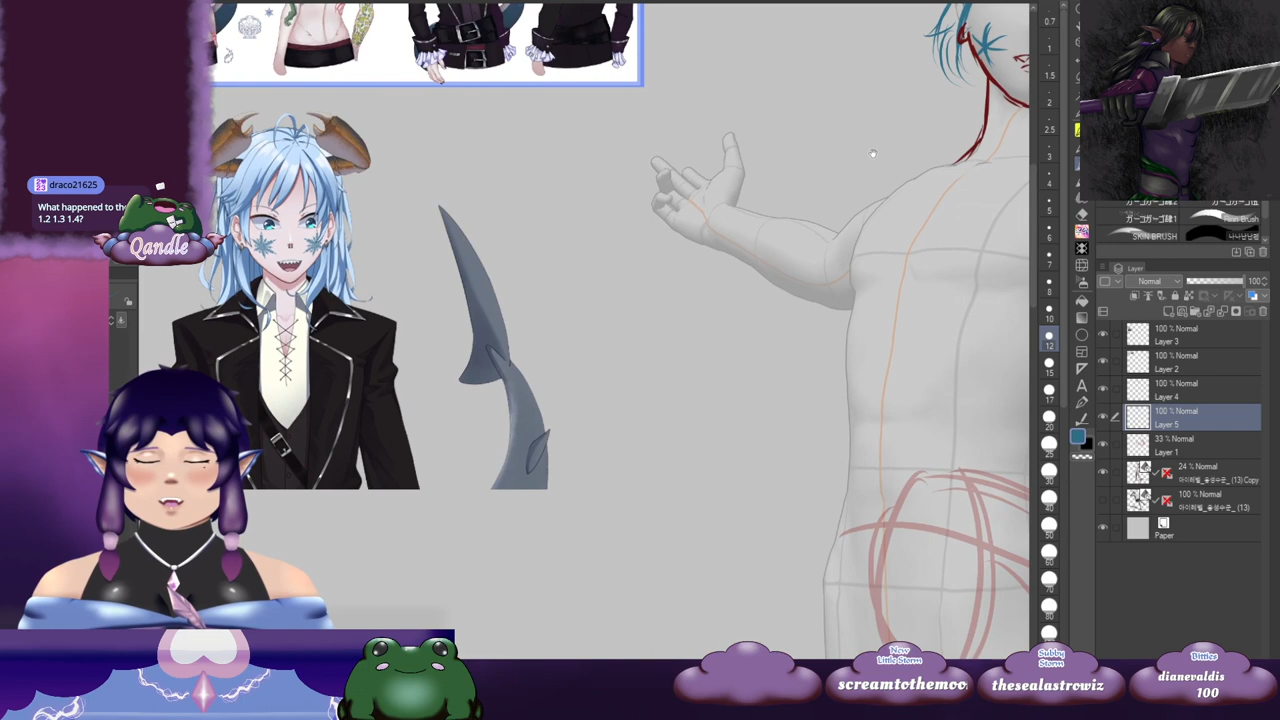 draco21625
What happened to the
1.2 1.3 1.4?
Qandle
0.7
1
1.5
2
2.5
3
4
5
6
7
8
10
12
15
17
20
25
30
40
50
60
70
80
SKIN BRUSH
Layer
Normal
100
100 % Normal
Layer 3
100 % Normal
Layer 2
100 % Normal
Layer 4
100 % Normal
Layer 5
33 % Normal
Layer 1
24 % Normal
(13) Copy
100 % Normal
(13)
Paper
New
Little Storm
screamtothemoo
Subby
Storm
thesealastrowiz
Bitties
dianevaldis
100